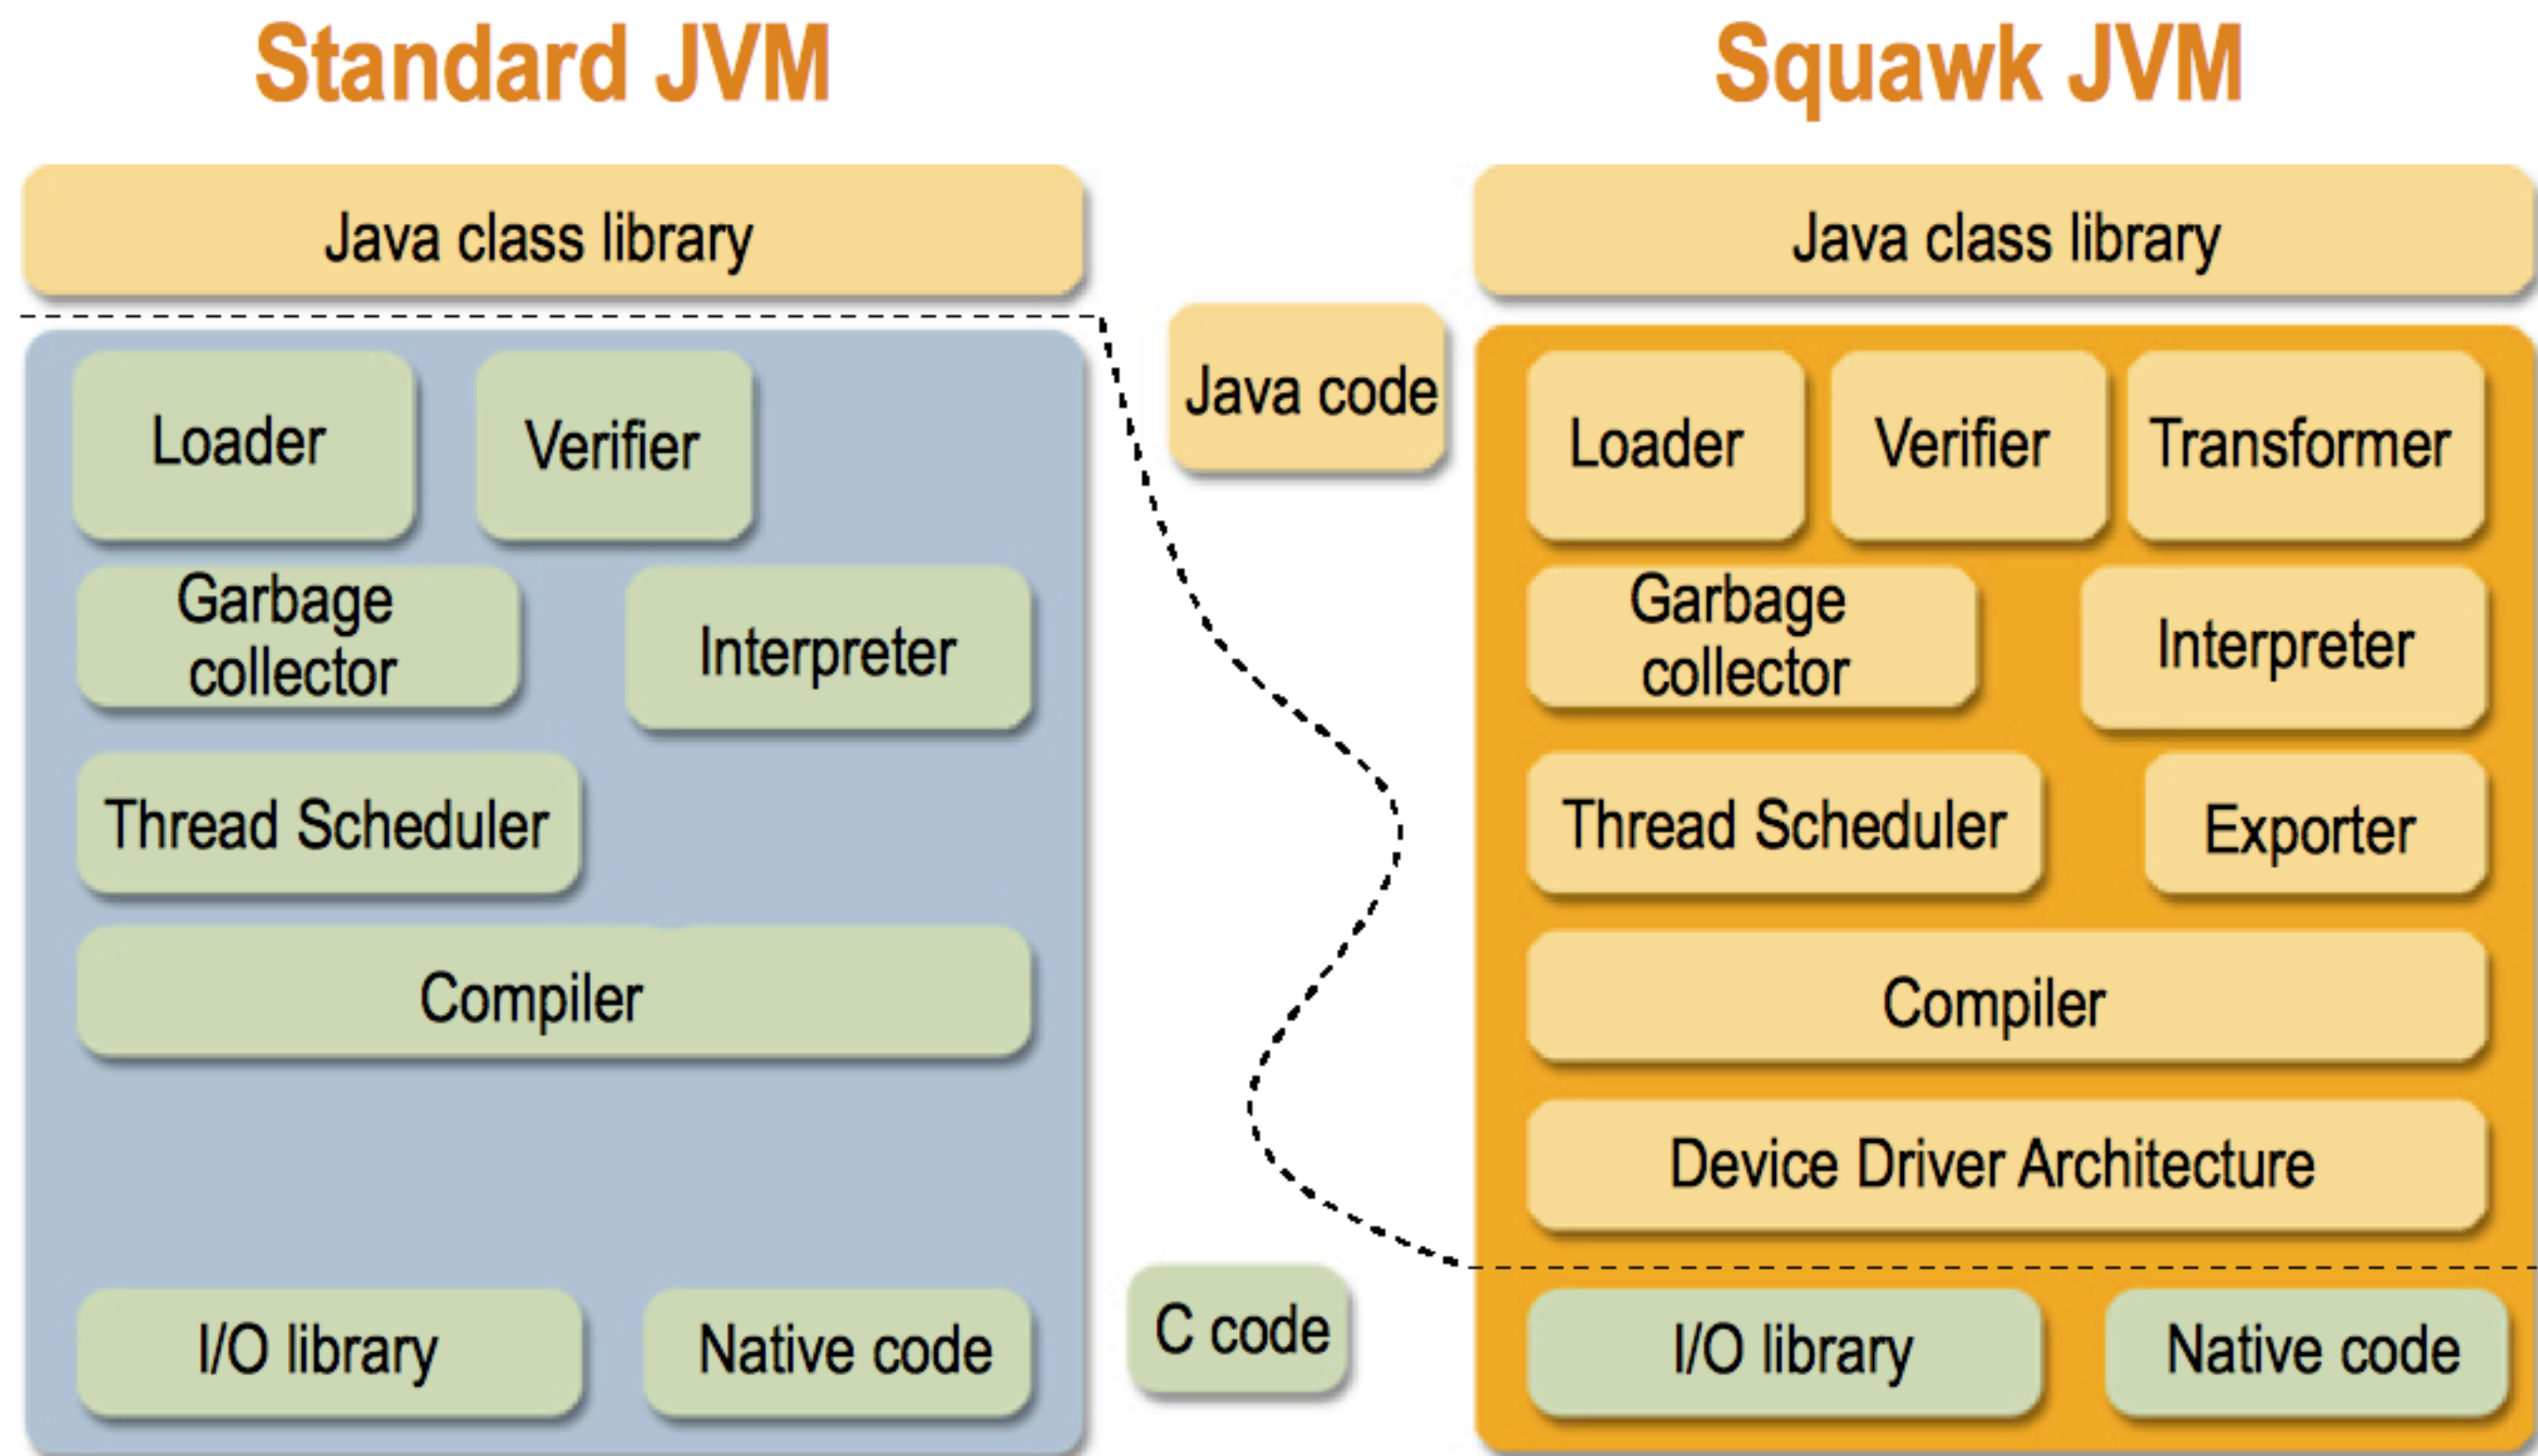 Standard JVM
Squawk JVM
Java class library
Java class library
Java code
Loader
Verifier
Loader
Verifier
Transformer
Garbage
collector
Interpreter
Garbage
collector
Interpreter
Thread Scheduler
Thread Scheduler
Exporter
Compiler
Compiler
Device Driver Architecture
C code
I/O library
Native code
I/O library
Native code